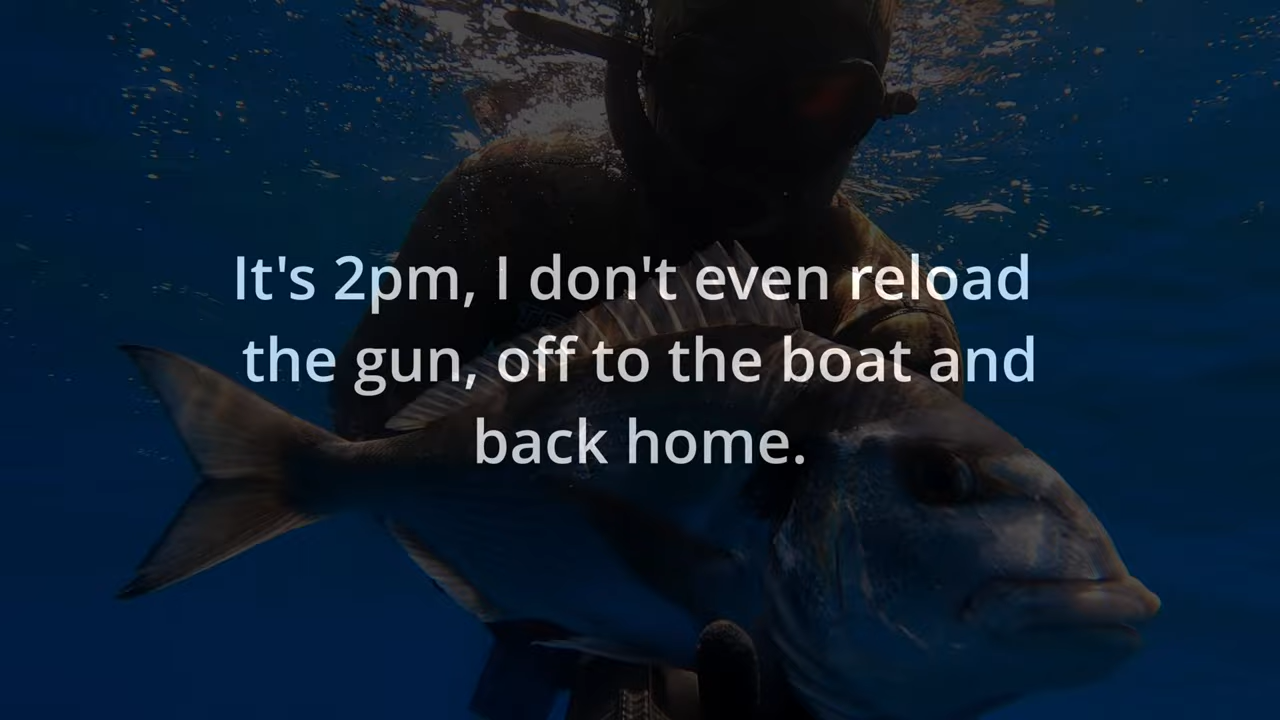 It's 2pm, I don't even reload
the gun, off to the boat and
back home.